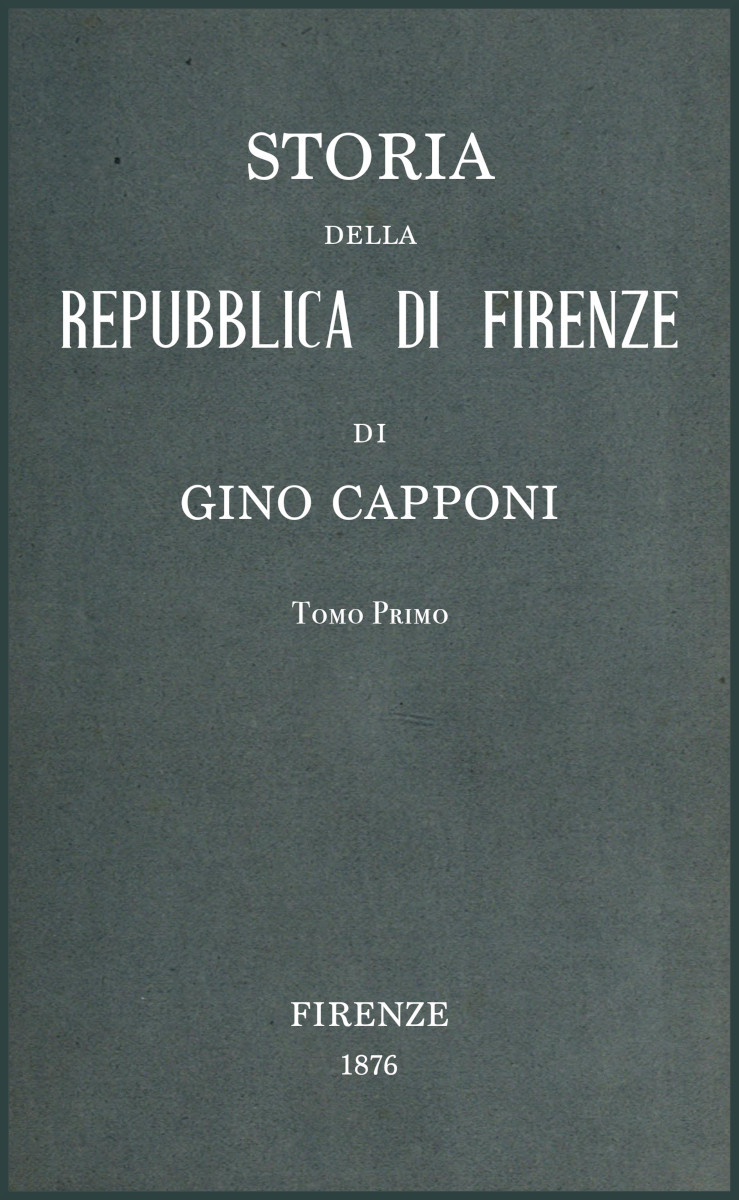 STORIA
DELLA
REPUBBLICA DI FIRENZE
DI
GINO CAPPONI
Tomo Primo
FIRENZE
1876